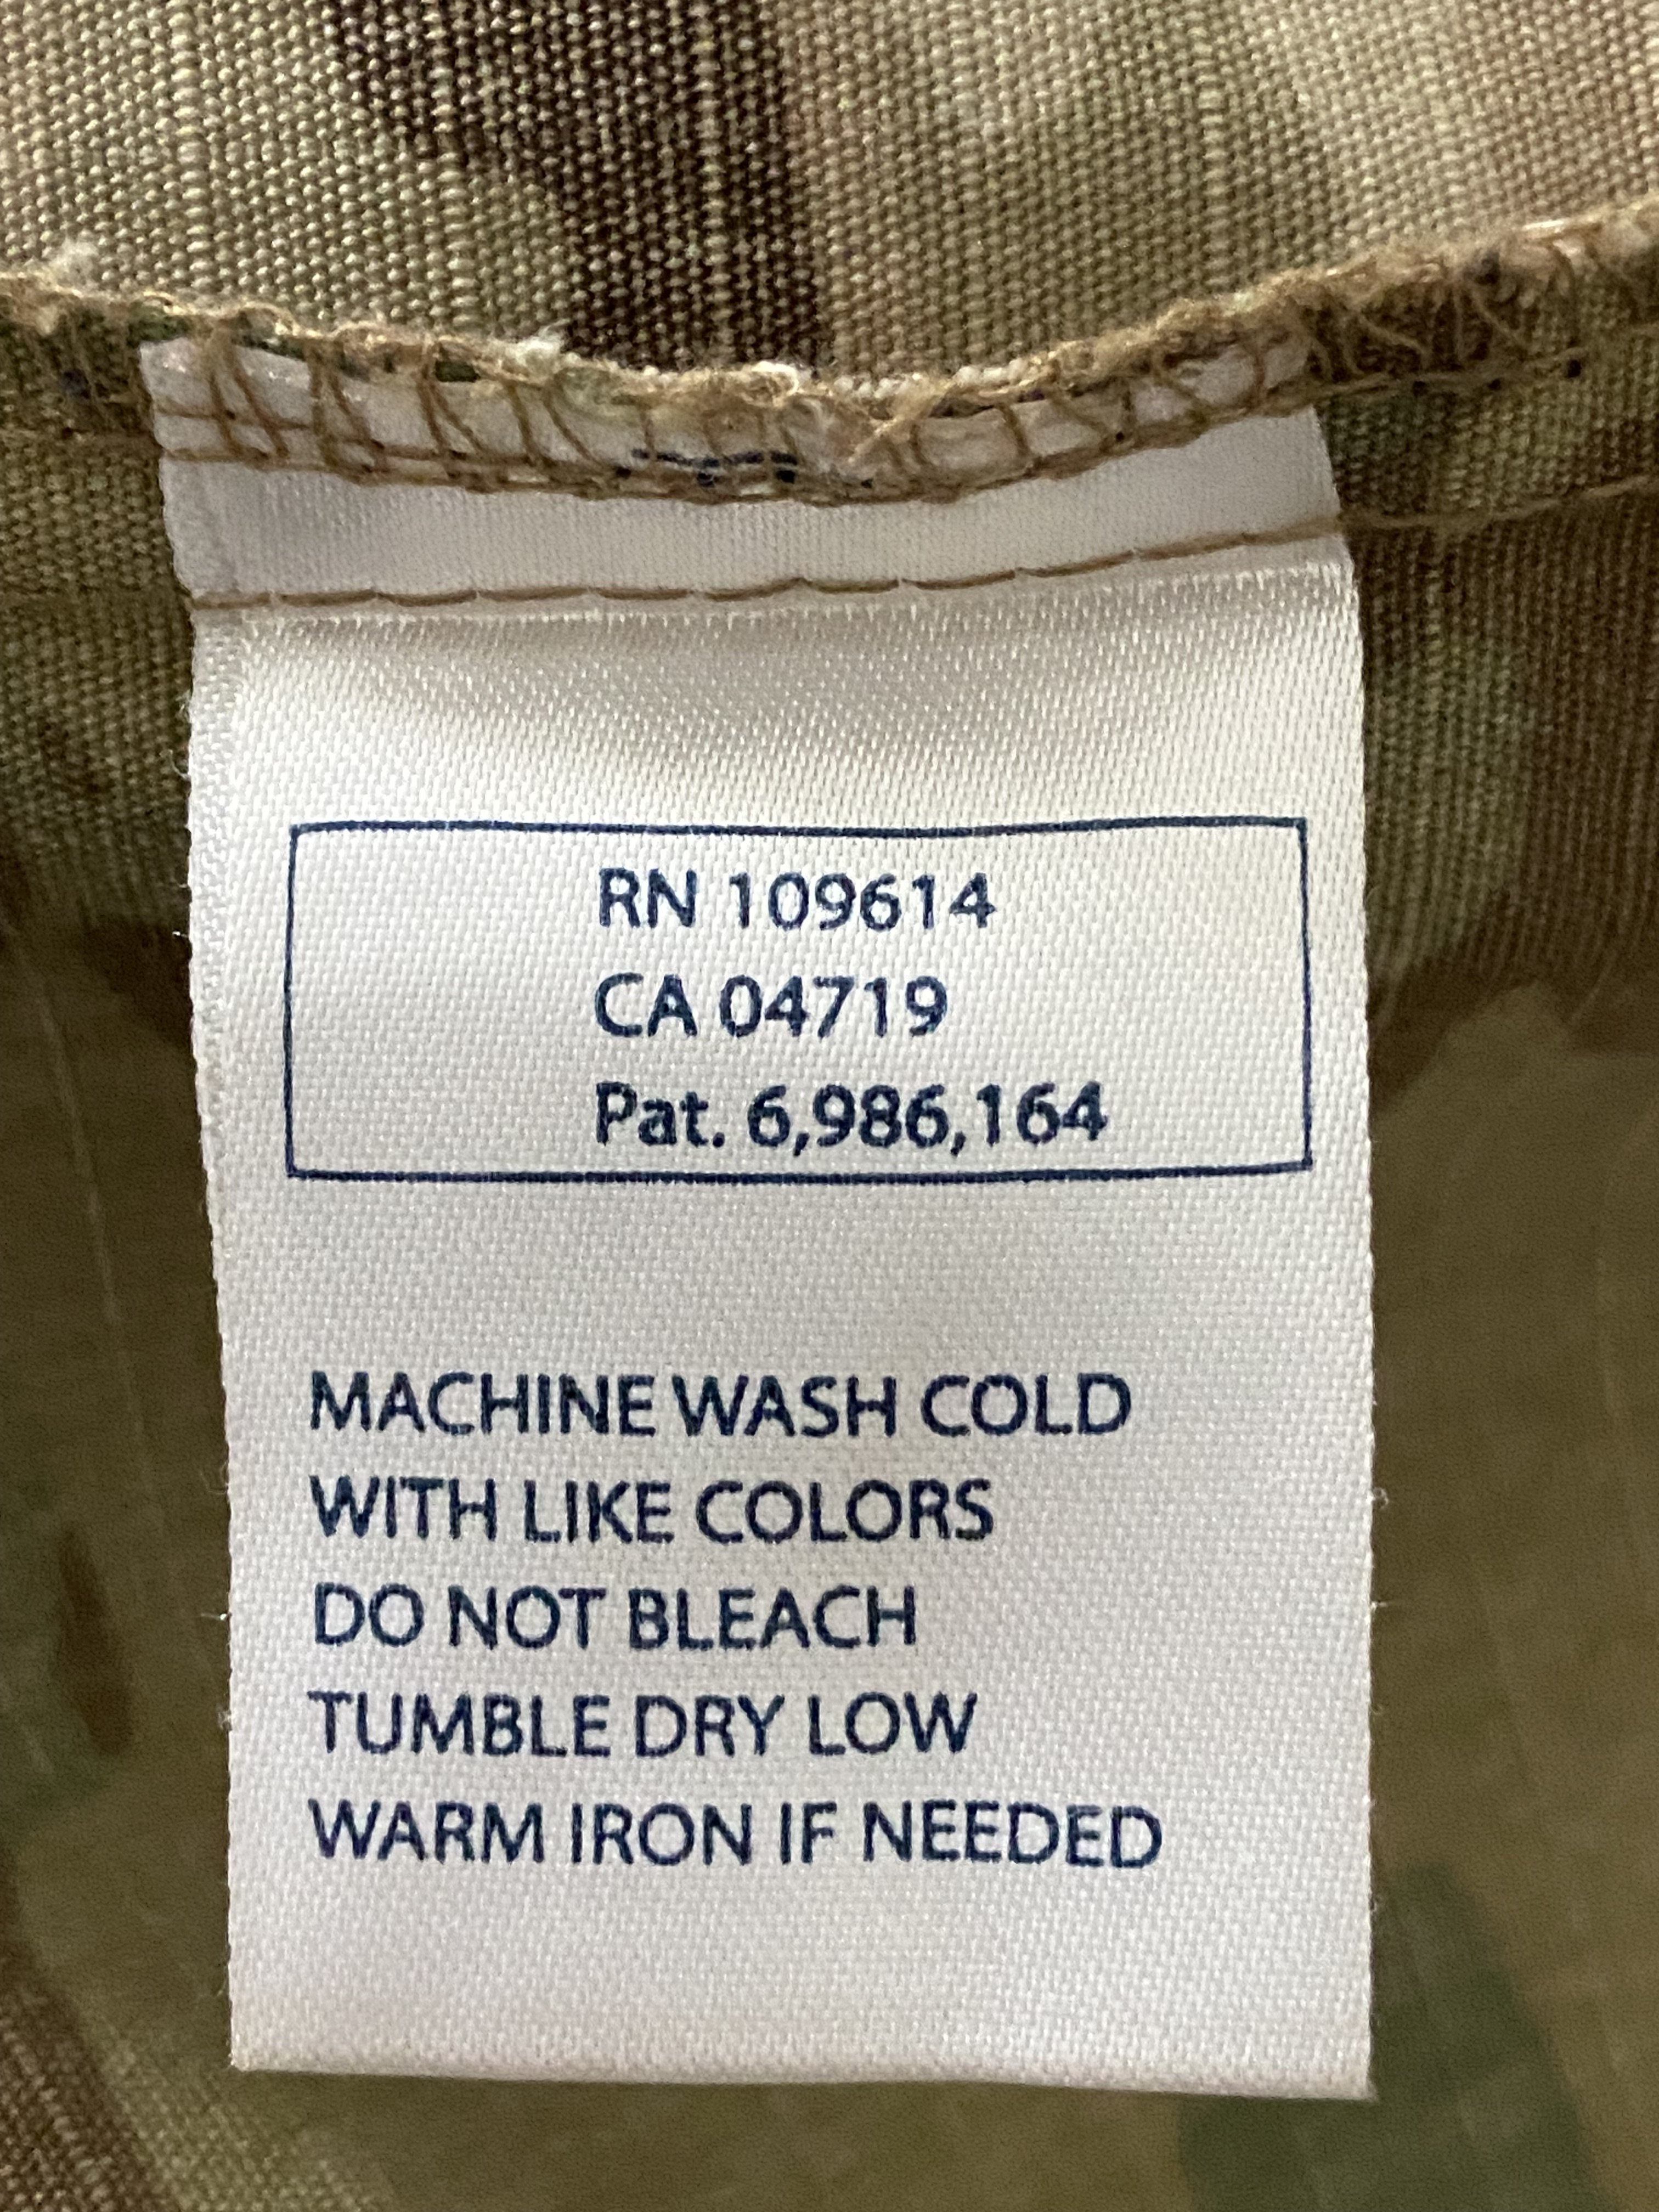 RN 109614
CA 04719
Pat. 6,986,164
MACHINE WASH COLD
WITH LIKE COLORS
DO NOT BLEACH
TUMBLE DRY LOW
WARM IRON IF NEEDED